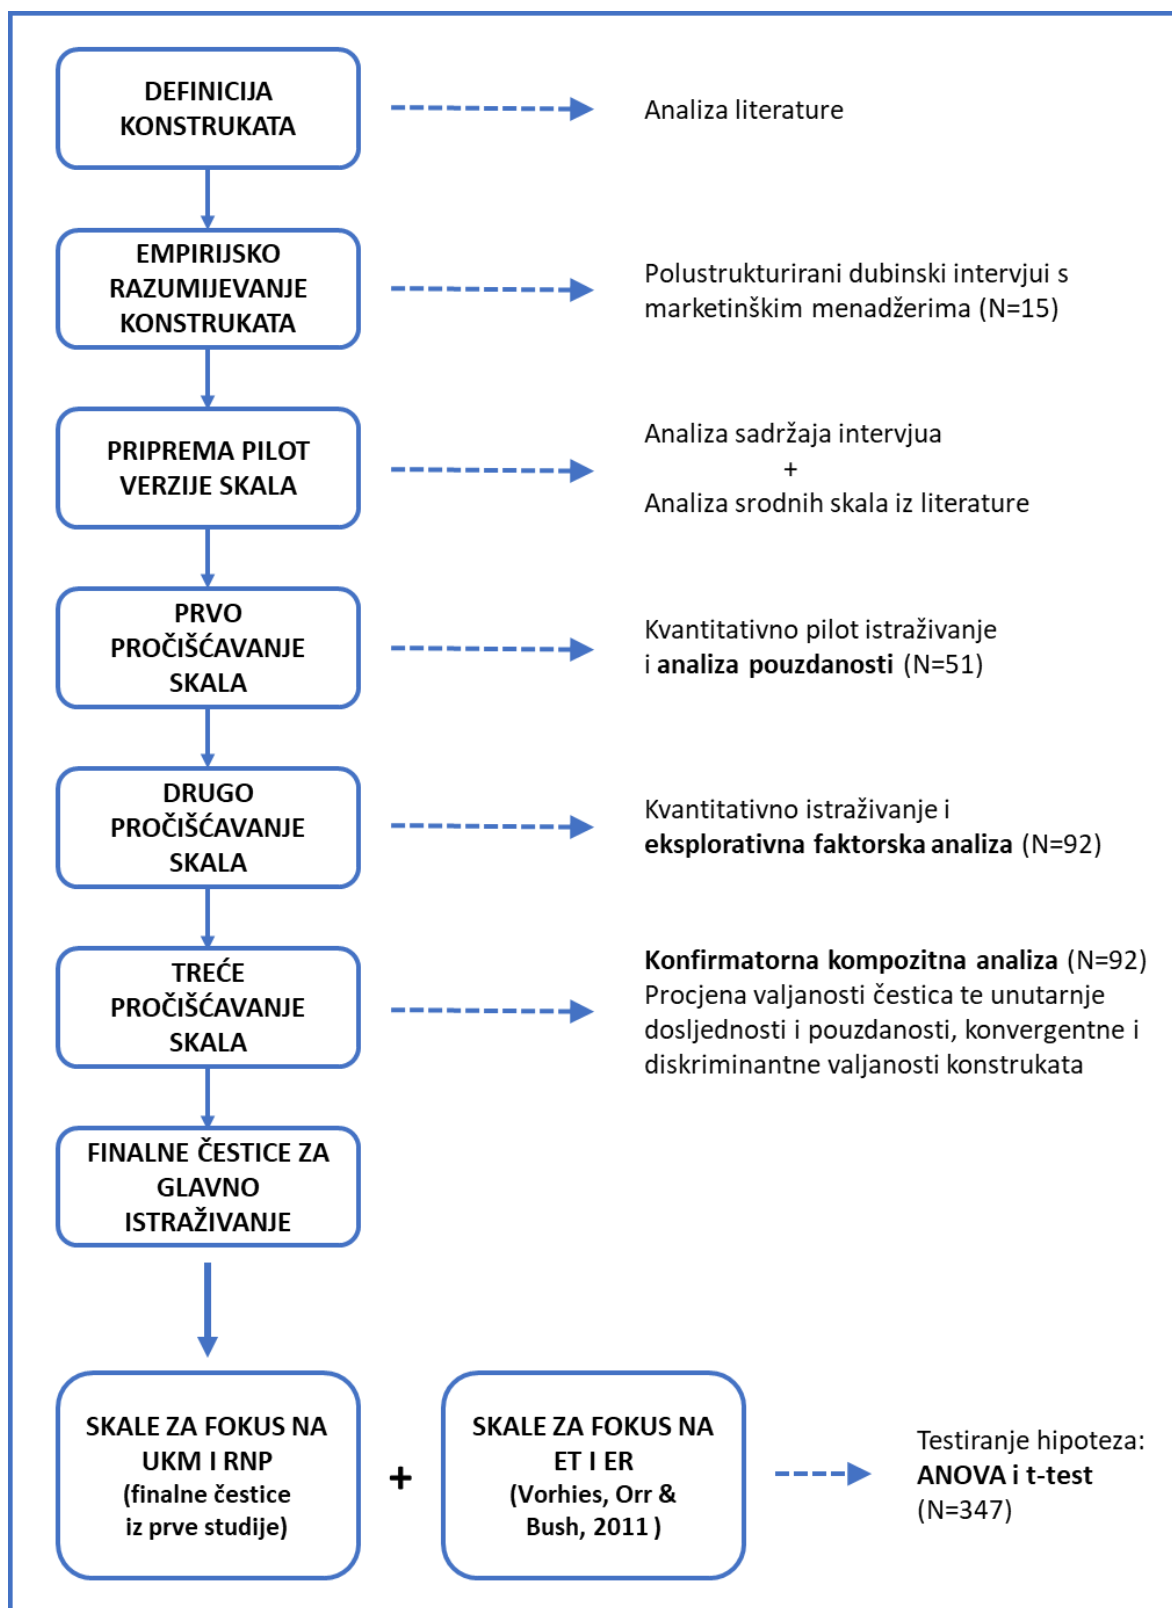 DEFINICIJA
KONSTRUKATA
Analiza literature
EMPIRIJSKO
RAZUMIJEVANJE
KONSTRUKATA
Polustrukturirani dubinski intervjui s
marketinškim menadžerima (N=15)
PRIPREMA PILOT
VERZIJE SKALA
Analiza sadržaja intervjua
+
Analiza srodnih skala iz literature
PRVO
PROČIŠĆAVANJE
SKALA
Kvantitativno pilot istraživanje
i analiza pouzdanosti (N=51)
DRUGO
PROČIŠĆAVANJE
SKALA
Kvantitativno istraživanje i
eksplorativna faktorska analiza (N=92)
TREĆE
PROČIŠĆAVANJE
SKALA
Konfirmatorna kompozitna analiza (N=92)
Procjena valjanosti čestica te unutarnje
dosljednosti i pouzdanosti, konvergentne i
diskriminantne valjanosti konstrukata
FINALNE ČESTICE ZA
GLAVNO
ISTRAŽIVANJE
SKALE ZA FOKUS NA
UKM I RNP
(finalne čestice
iz prve studije)
+
SKALE ZA FOKUS NA
ET I ER
(Vorhies, Orr &
Bush, 2011 )
Testiranje hipoteza:
ANOVA i t-test
(N=347)